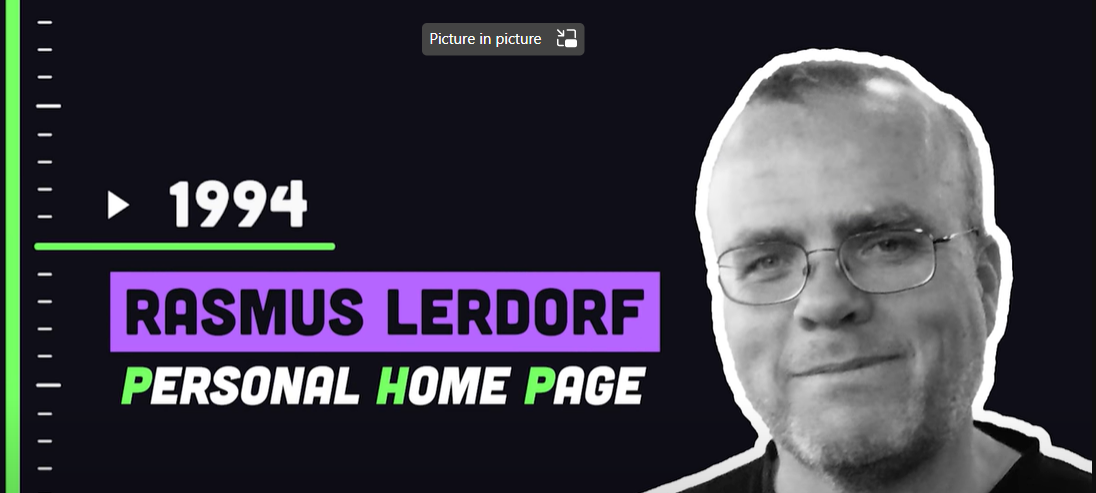 Picture in picture
1994
RASMUS LERDORF
PERSONAL HOME PAGE